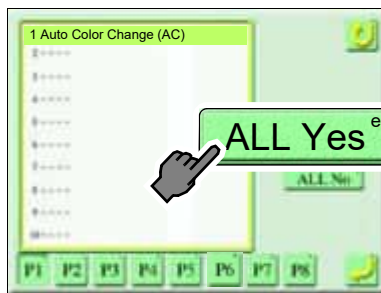 1 Auto Color Change (AC)
2-----
3-----
4-----
5-----
ALL Yes e
6-----
7-----
ALL No
8-----
9-----
10-----
P1 P2 P3 P4 P5 P6 P7 P8